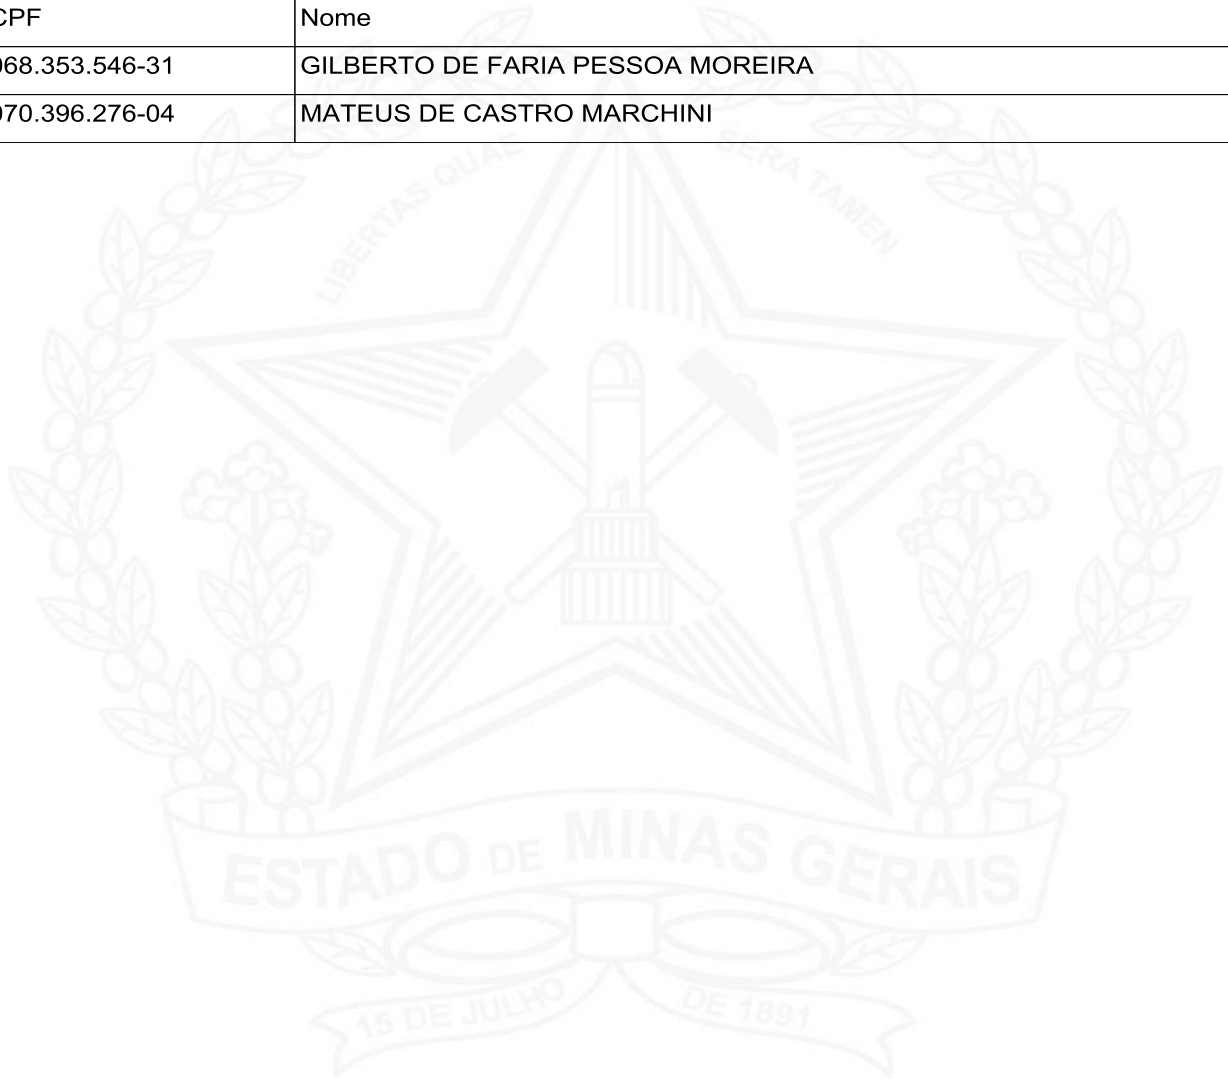 CPF Nome
068.353.546-31 GILBERTO DE FARIA PESSOA MOREIRA
070.396.276-04 MATEUS DE CASTRO MARCHINI
LIBERTAS QUAE SERA TAMEN
ESTADO DE MINAS GERAIS
15 DE JULHO DE 1891